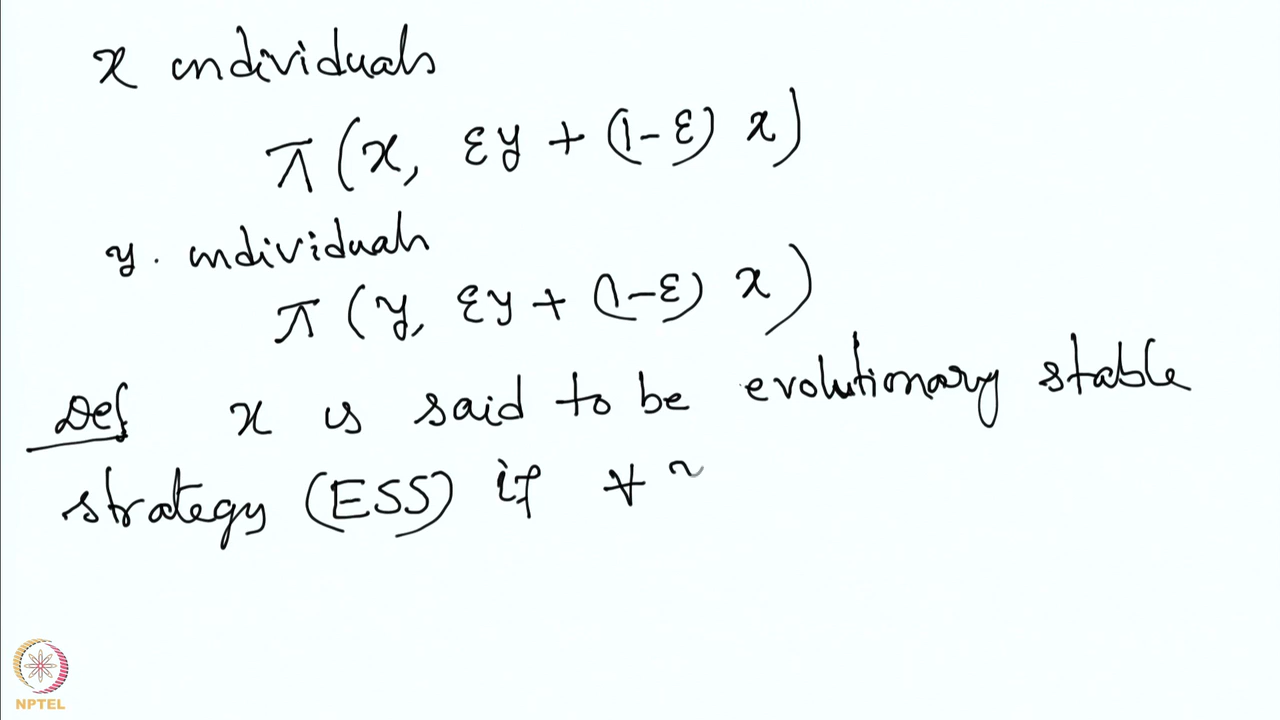 x individuals
π(x, εy + (1-ε) x)
y. individuals
π(y, εy + (1-ε) x)
Def x is said to be evolutionary stable
strategy (ESS) if ∀
NPTEL